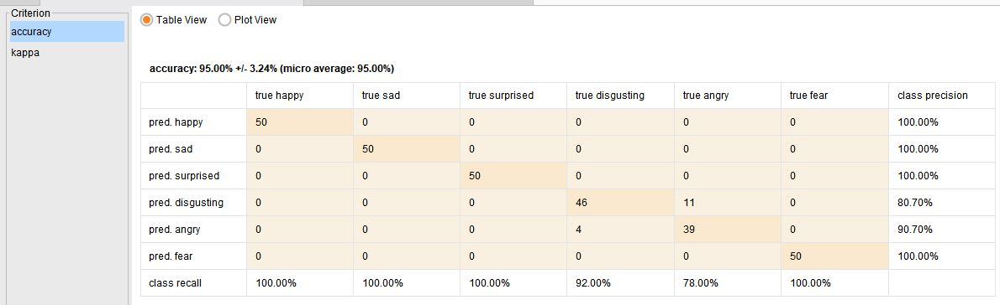 Criterion
accuracy
kappa
Table View Plot View
accuracy: 95.00% +/- 3.24% (micro average: 95.00%)
true happy true sad true surprised true disgusting true angry true fear class precision
pred. happy 50 0 0 0 0 0 100.00%
pred. sad 0 50 0 0 0 0 100.00%
pred. surprised 0 0 50 0 0 0 100.00%
pred. disgusting 0 0 0 46 11 0 80.70%
pred. angry 0 0 0 4 39 0 90.70%
pred. fear 0 0 0 0 0 50 100.00%
class recall 100.00% 100.00% 100.00% 92.00% 78.00% 100.00%